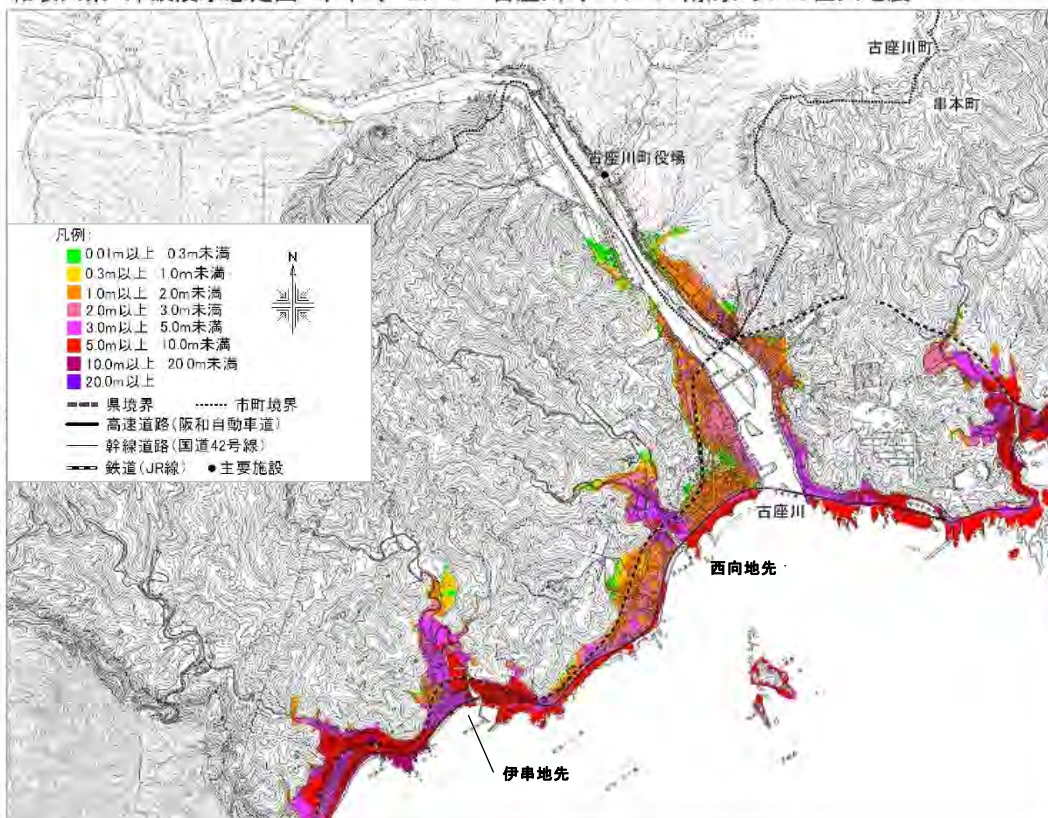 古座川町
串本町
古座川町役場
凡例:
0.01m以上 0.3m未満
0.3m以上 1.0m未満
1.0m以上 2.0m未満
2.0m以上 3.0m未満
3.0m以上 5.0m未満
5.0m以上 10.0m未満
10.0m以上 20.0m未満
20.0m以上
県境界 市町境界
高速道路(阪和自動車道)
幹線道路(国道42号線)
鉄道(JR線) ●主要施設
N
古座川
西向地先
伊串地先